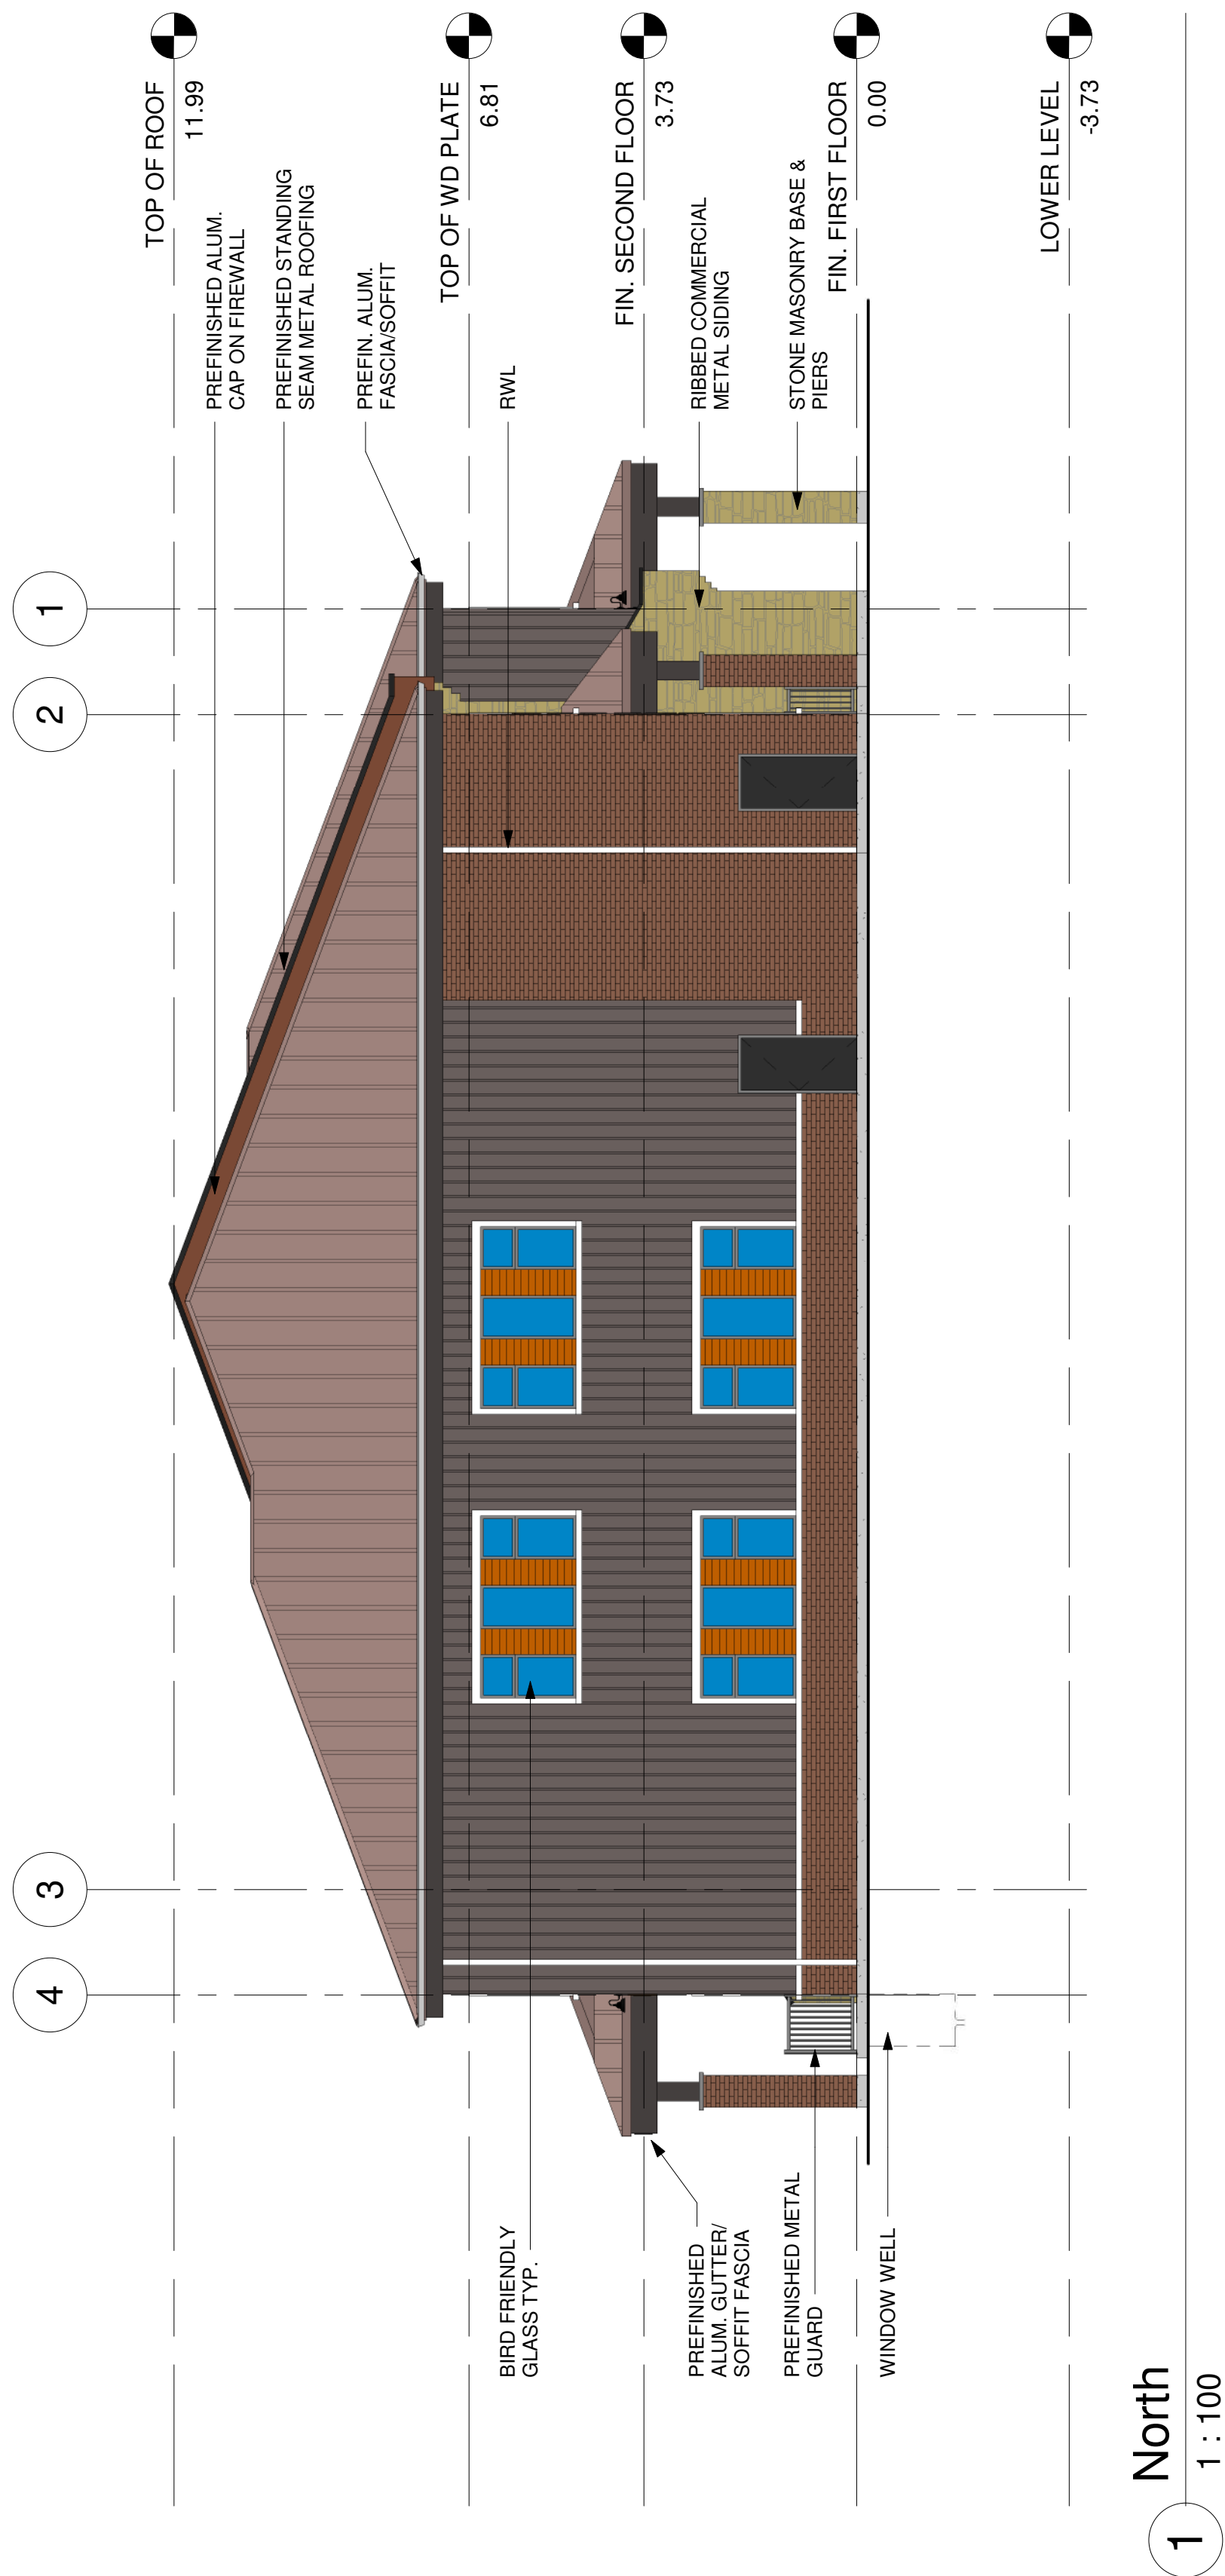 4
3
2
1
TOP OF ROOF
11.99
PREFINISHED ALUM.
CAP ON FIREWALL
PREFINISHED STANDING
SEAM METAL ROOFING
PREFIN. ALUM.
FASCIA/SOFFIT
TOP OF WD PLATE
6.81
RWL
FIN. SECOND FLOOR
3.73
RIBBED COMMERCIAL
METAL SIDING
STONE MASONRY BASE &
PIERS
FIN. FIRST FLOOR
0.00
LOWER LEVEL
-3.73
BIRD FRIENDLY
GLASS TYP.
PREFINISHED
ALUM. GUTTER/
SOFFIT FASCIA
PREFINISHED METAL
GUARD
WINDOW WELL
1
North
1 : 100